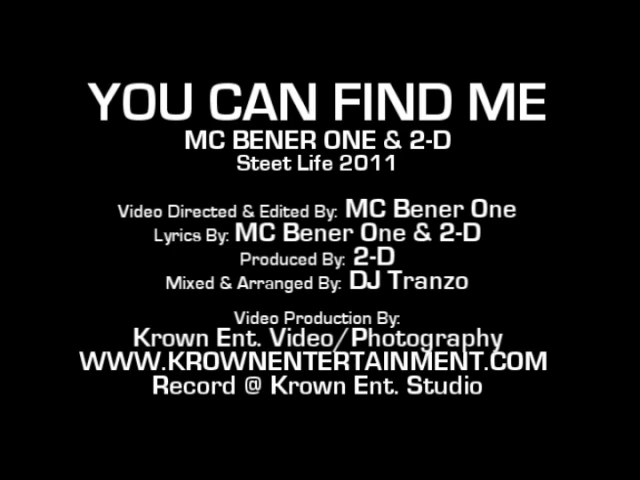 YOU CAN FIND ME
MC BENER ONE & 2-D
Steet Life 2011
Video Directed & Edited By: MC Bener One
Lyrics By: MC Bener One & 2-D
Produced By: 2-D
Mixed & Arranged By: DJ Tranzo
Video Production By:
Krown Ent. Video/Photography
WWW.KROWNENTERTAINMENT.COM
Record @ Krown Ent. Studio